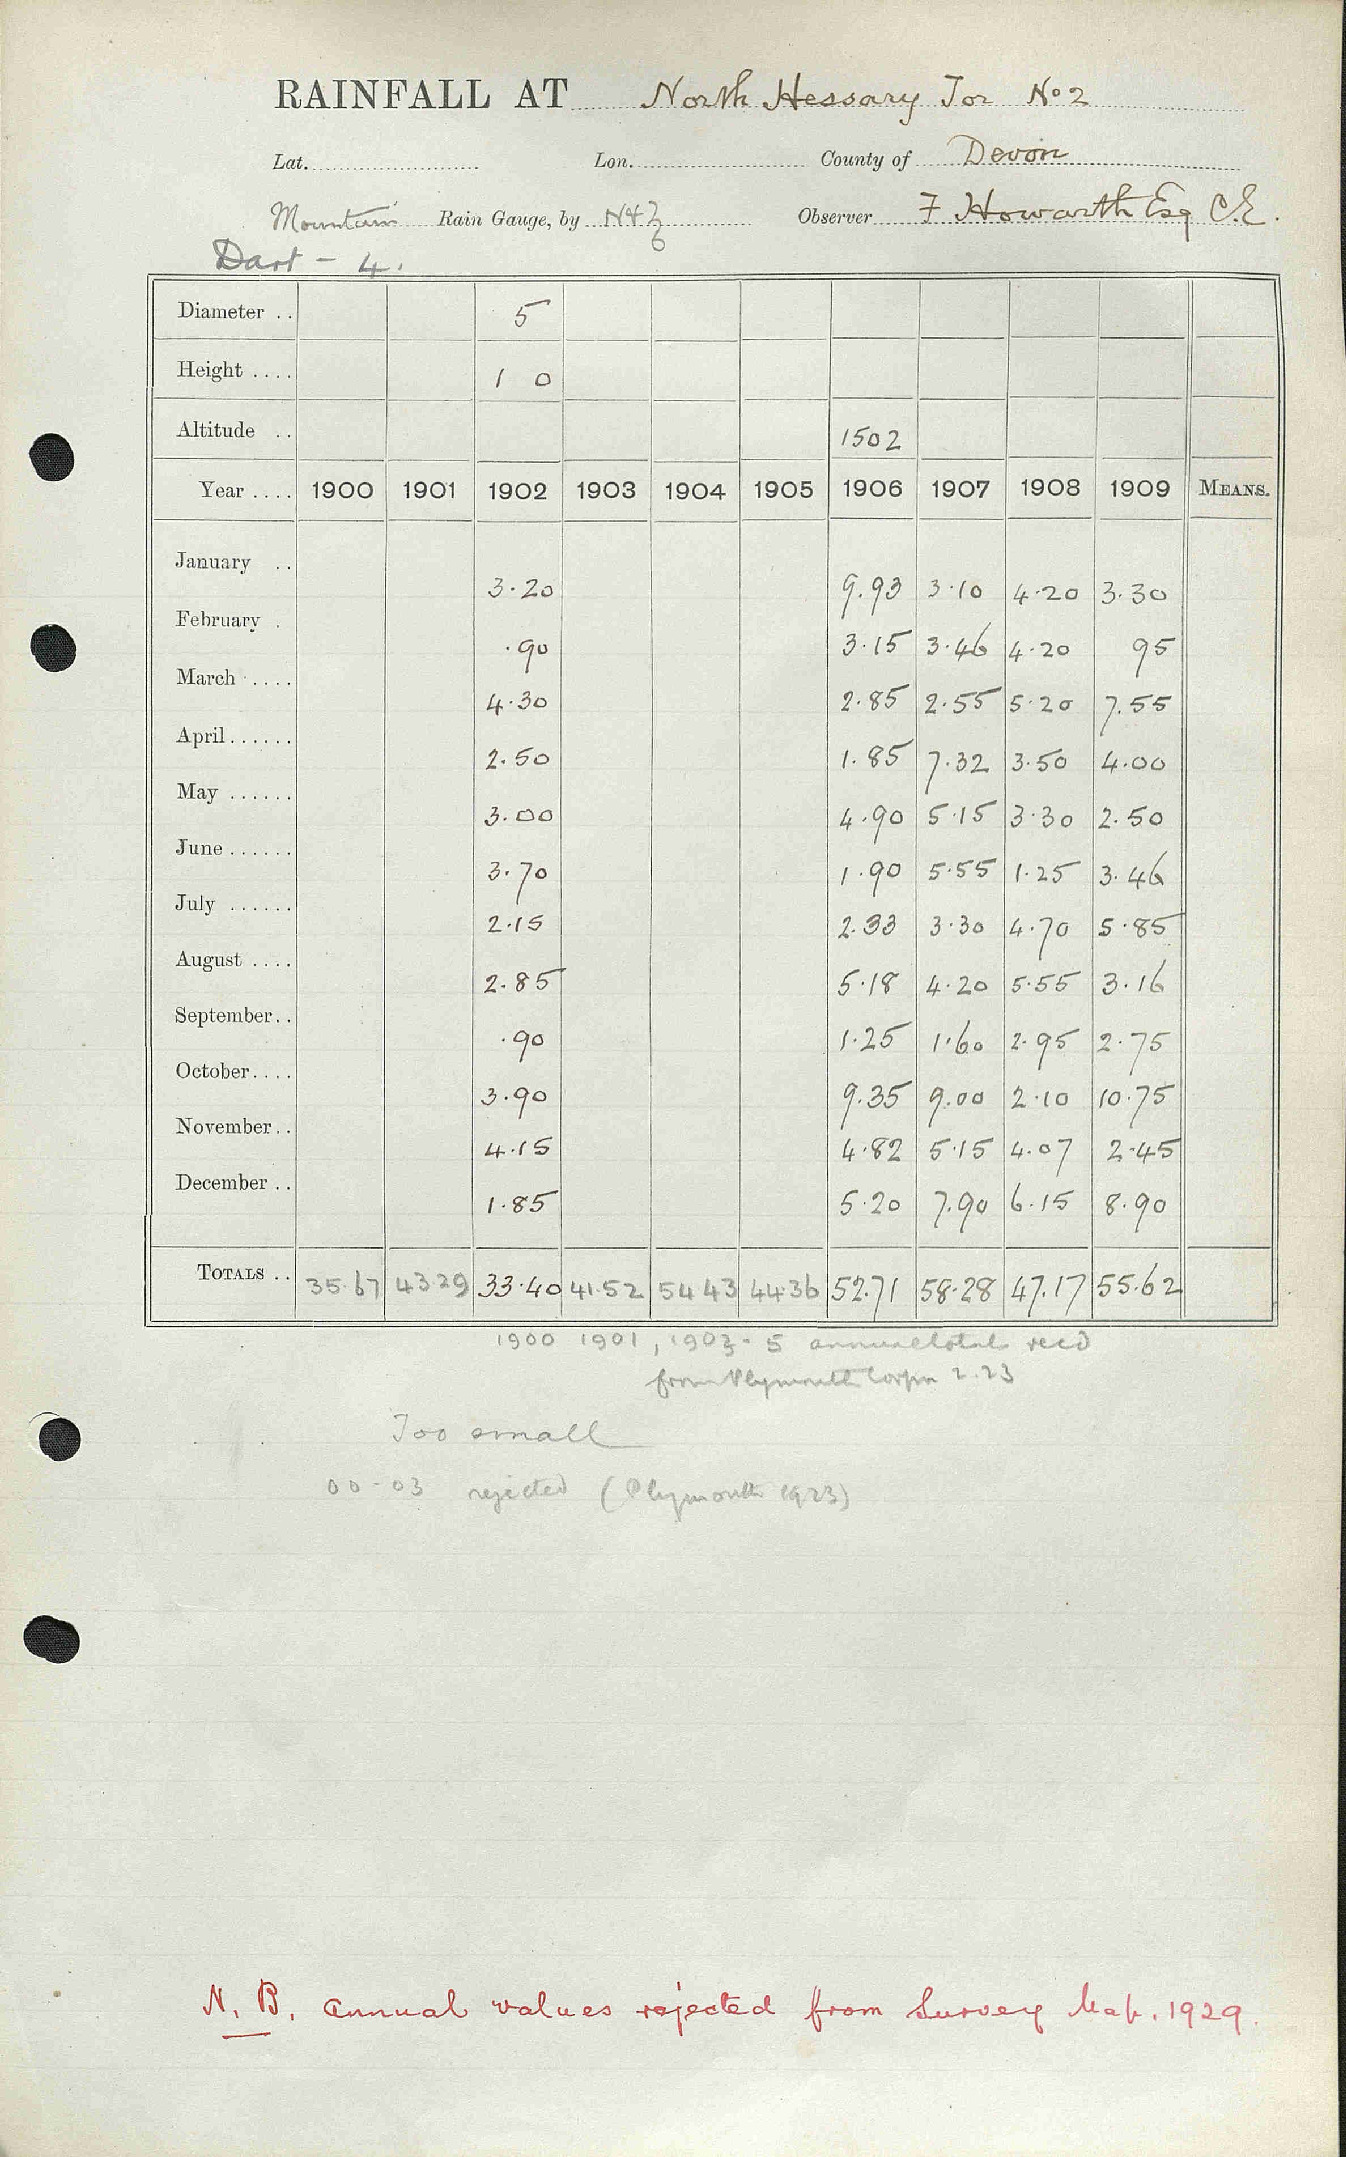 RAINFALL AT North Hessary Tor No 2
Lat. Lon. County of Devon
Mountain Rain Gauge, by N&Z Observer F Howarth Esq C.E.
Dart - 4.
Diameter .. 5
Height .... 1 0
Altitude .. 1502
Year .... 1900 1901 1902 1903 1904 1905 1906 1907 1908 1909 MEANS.
January .. 3.20 9.93 3.10 4.20 3.30
February . .90 3.15 3.46 4.20 95
March .... 4.30 2.85 2.55 5.20 7.55
April...... 2.50 1.85 7.32 3.50 4.00
May ...... 3.00 4.90 5.15 3.30 2.50
June ...... 3.70 1.90 5.55 1.25 3.46
July ...... 2.15 2.33 3.30 4.70 5.85
August .... 2.85 5.18 4.20 5.55 3.16
September.. .90 1.25 1.60 2.95 2.75
October.... 3.90 9.35 9.00 2.10 10.75
November.. 4.15 4.82 5.15 4.07 2.45
December .. 1.85 5.20 7.90 6.15 8.90
TOTALS .. 35.67 43.29 33.40 41.52 54 43 44.36 52.71 58.28 47.17 55.62
1900 1901, 1903-5 annual totals recd
from Plymouth Corpn 2.23
Too small
00-03 rejected (Plymouth 1923)
N.B. annual values rejected from Survey Map. 1929.